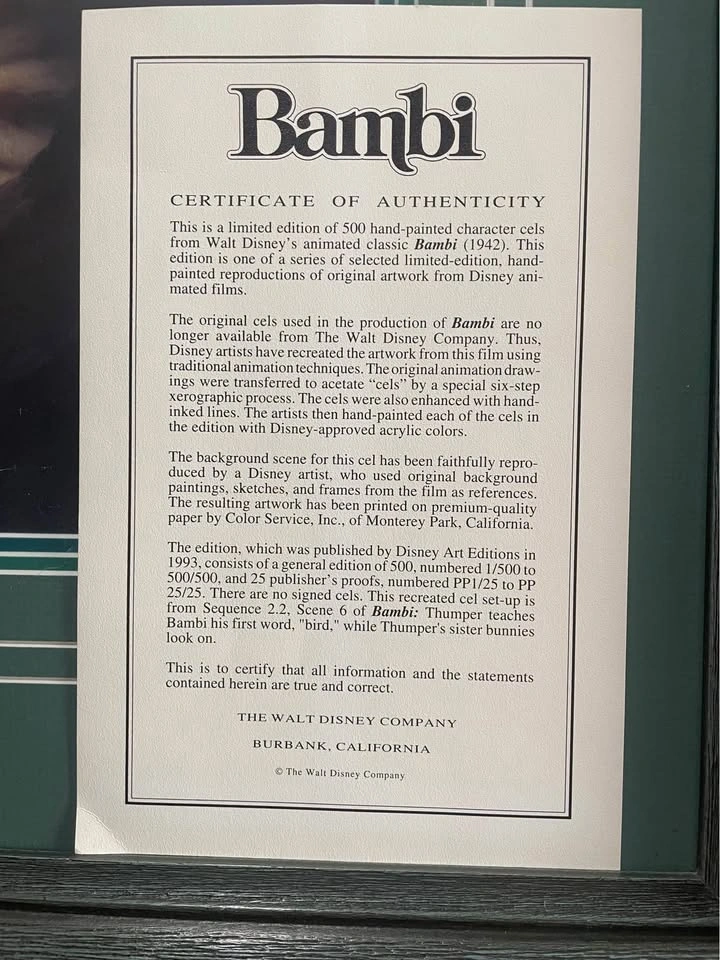 Bambi
CERTIFICATE OF AUTHENTICITY
This is a limited edition of 500 hand-painted character cels
from Walt Disney's animated classic Bambi (1942). This
edition is one of a series of selected limited-edition, hand-
painted reproductions of original artwork from Disney ani-
mated films.
The original cels used in the production of Bambi are no
longer available from The Walt Disney Company. Thus,
Disney artists have recreated the artwork from this film using
traditional animation techniques. The original animation draw-
ings were transferred to acetate "cels" by a special six-step
xerographic process. The cels were also enhanced with hand-
inked lines. The artists then hand-painted each of the cels in
the edition with Disney-approved acrylic colors.
The background scene for this cel has been faithfully repro-
duced by a Disney artist, who used original background
paintings, sketches, and frames from the film as references.
The resulting artwork has been printed on premium-quality
paper by Color Service, Inc., of Monterey Park, California.
The edition, which was published by Disney Art Editions in
1993, consists of a general edition of 500, numbered 1/500 to
500/500, and 25 publisher's proofs, numbered PP1/25 to PP
25/25. There are no signed cels. This recreated cel set-up is
from Sequence 2.2, Scene 6 of Bambi: Thumper teaches
Bambi his first word, "bird," while Thumper's sister bunnies
look on.
This is to certify that all information and the statements
contained herein are true and correct.
THE WALT DISNEY COMPANY
BURBANK, CALIFORNIA
© The Walt Disney Company